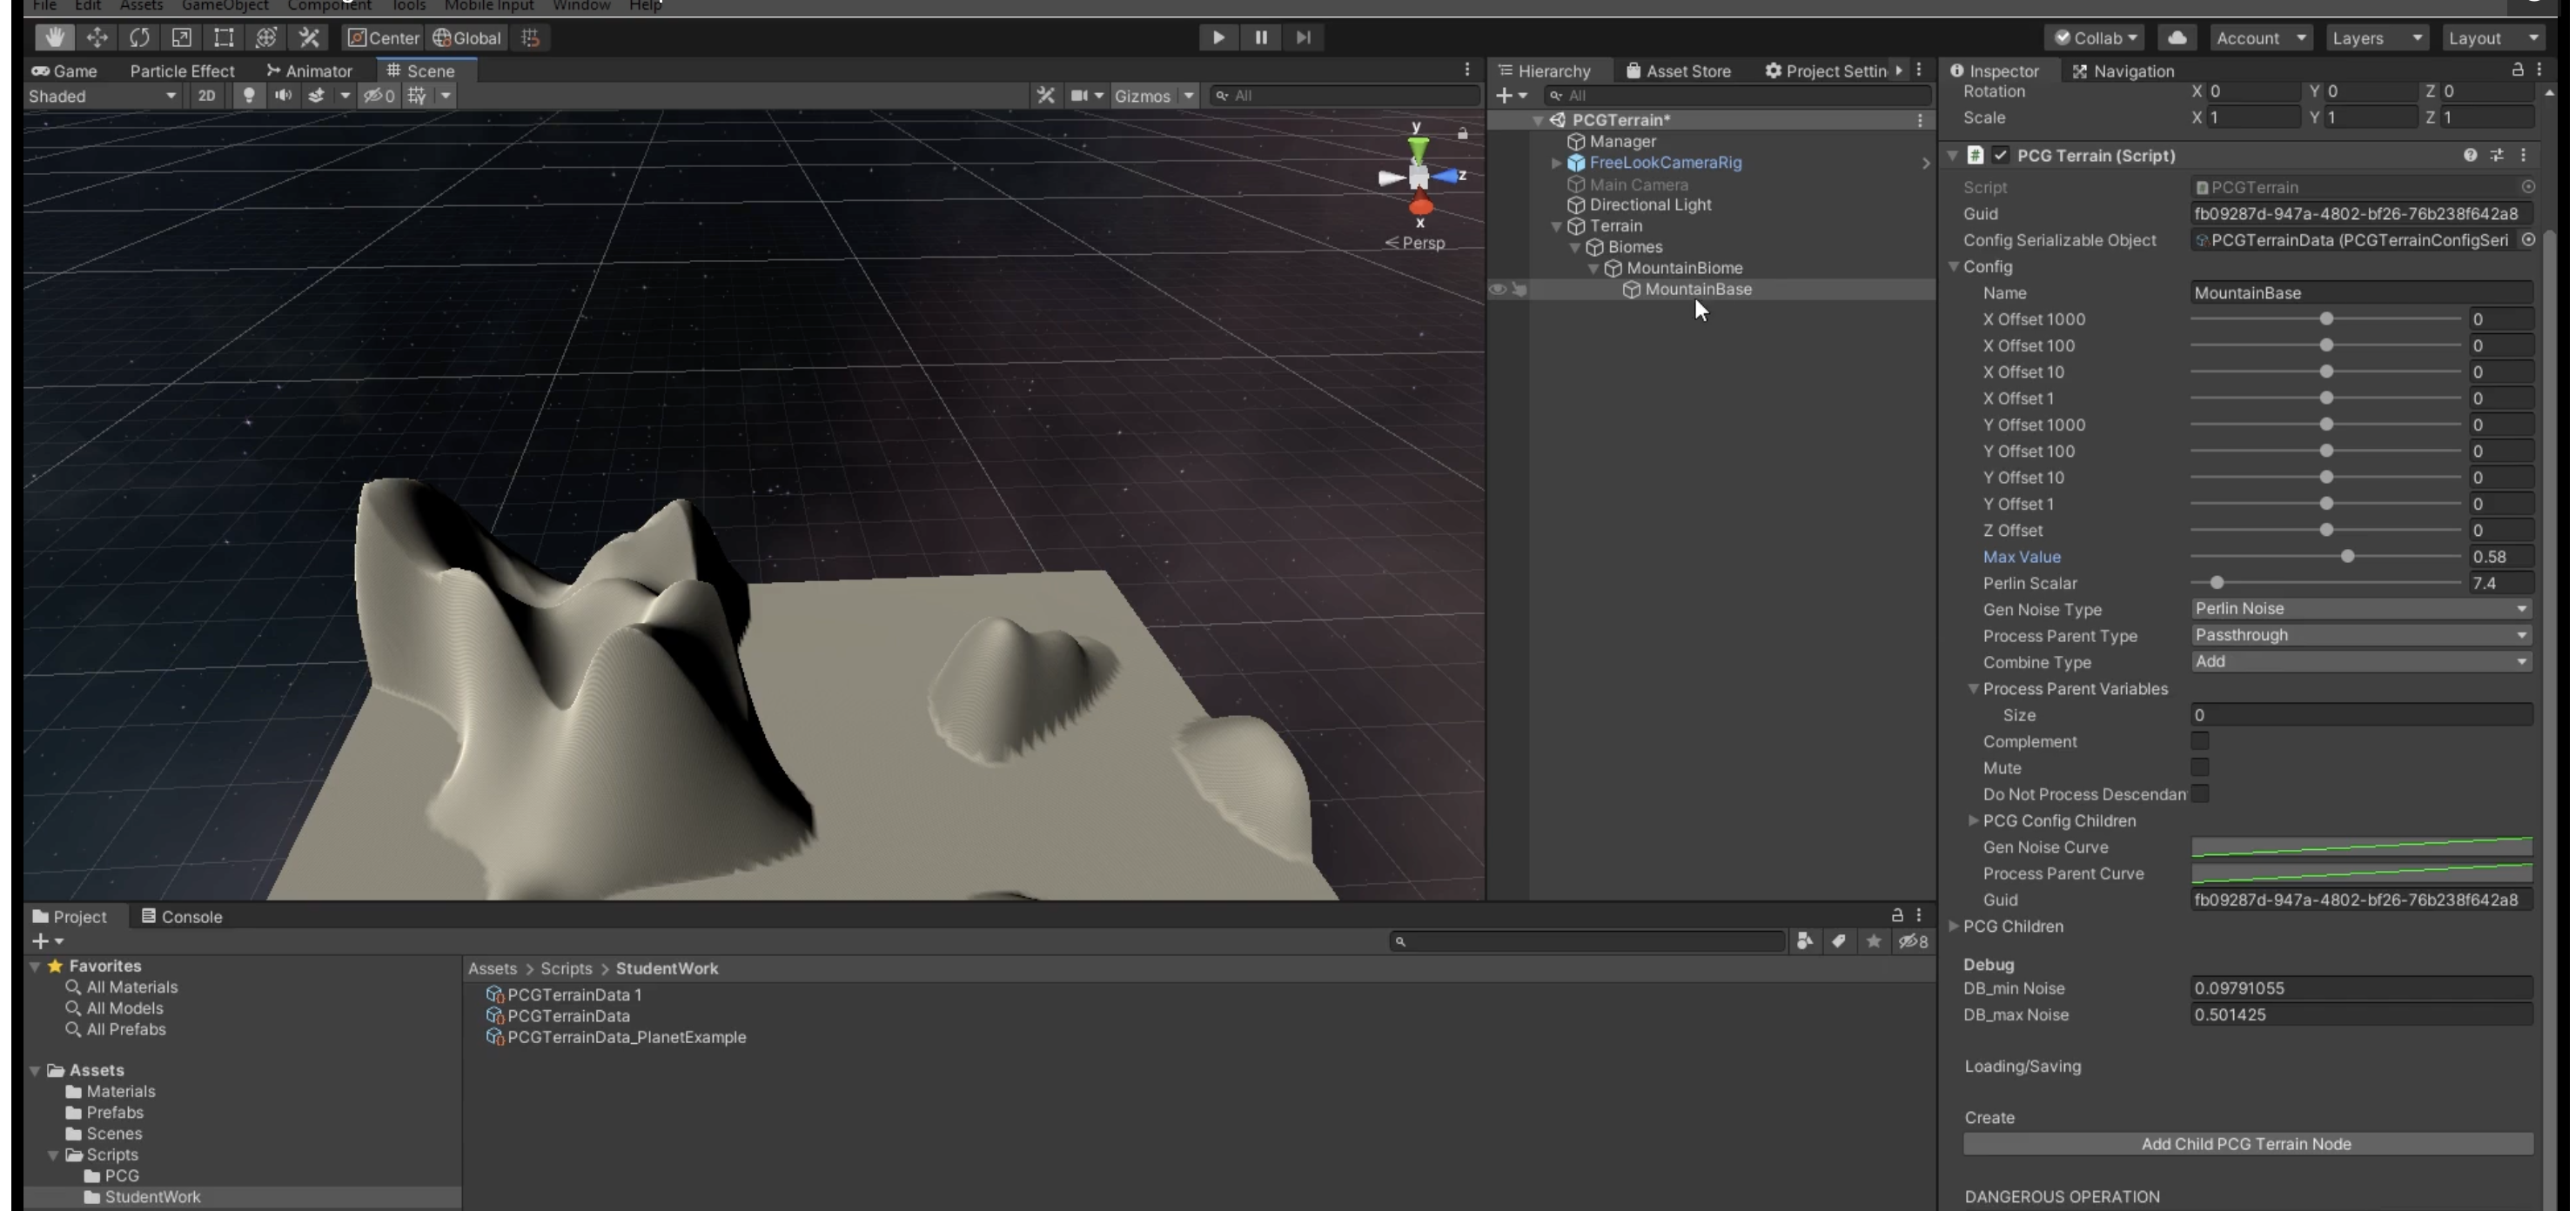 File Edit Assets GameObject Component Tools Mobile Input Window Help
Center Global Collab Account Layers Layout
Game Particle Effect Animator Scene
Shaded 2D 0 Gizmos All
y
z
x
Persp
Hierarchy Asset Store Project Settin
All
PCGTerrain*
Manager
FreeLookCameraRig
Main Camera
Directional Light
Terrain
Biomes
MountainBiome
MountainBase
Inspector Navigation
Rotation X 0 Y 0 Z 0
Scale X 1 Y 1 Z 1
PCG Terrain (Script)
Script PCGTerrain
Guid fb09287d-947a-4802-bf26-76b238f642a8
Config Serializable Object PCGTerrainData (PCGTerrainConfigSeri
Config
Name MountainBase
X Offset 1000 0
X Offset 100 0
X Offset 10 0
X Offset 1 0
Y Offset 1000 0
Y Offset 100 0
Y Offset 10 0
Y Offset 1 0
Z Offset 0
Max Value 0.58
Perlin Scalar 7.4
Gen Noise Type Perlin Noise
Process Parent Type Passthrough
Combine Type Add
Process Parent Variables
Size 0
Complement
Mute
Do Not Process Descendan
PCG Config Children
Gen Noise Curve
Process Parent Curve
Guid fb09287d-947a-4802-bf26-76b238f642a8
PCG Children
Debug
DB_min Noise 0.09791055
DB_max Noise 0.501425
Loading/Saving
Create
Add Child PCG Terrain Node
DANGEROUS OPERATION
Project Console
8
Favorites
All Materials
All Models
All Prefabs
Assets
Materials
Prefabs
Scenes
Scripts
PCG
StudentWork
Assets > Scripts > StudentWork
PCGTerrainData 1
PCGTerrainData
PCGTerrainData_PlanetExample